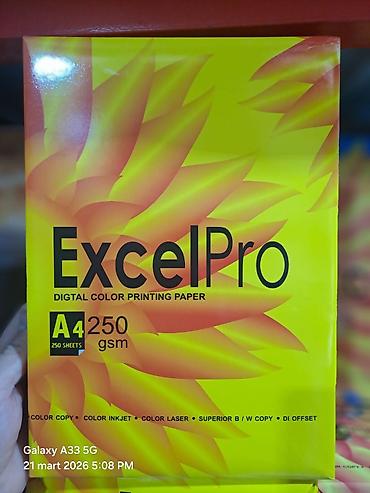 ExcelPro
DIGTAL COLOR PRINTING PAPER
A4 250
250 SHEETS gsm
COLOR COPY • COLOR INKJET • COLOR LASER • SUPERIOR B / W COPY • DI OFFSET
Galaxy A33 5G
21 mart 2026 5:08 PM